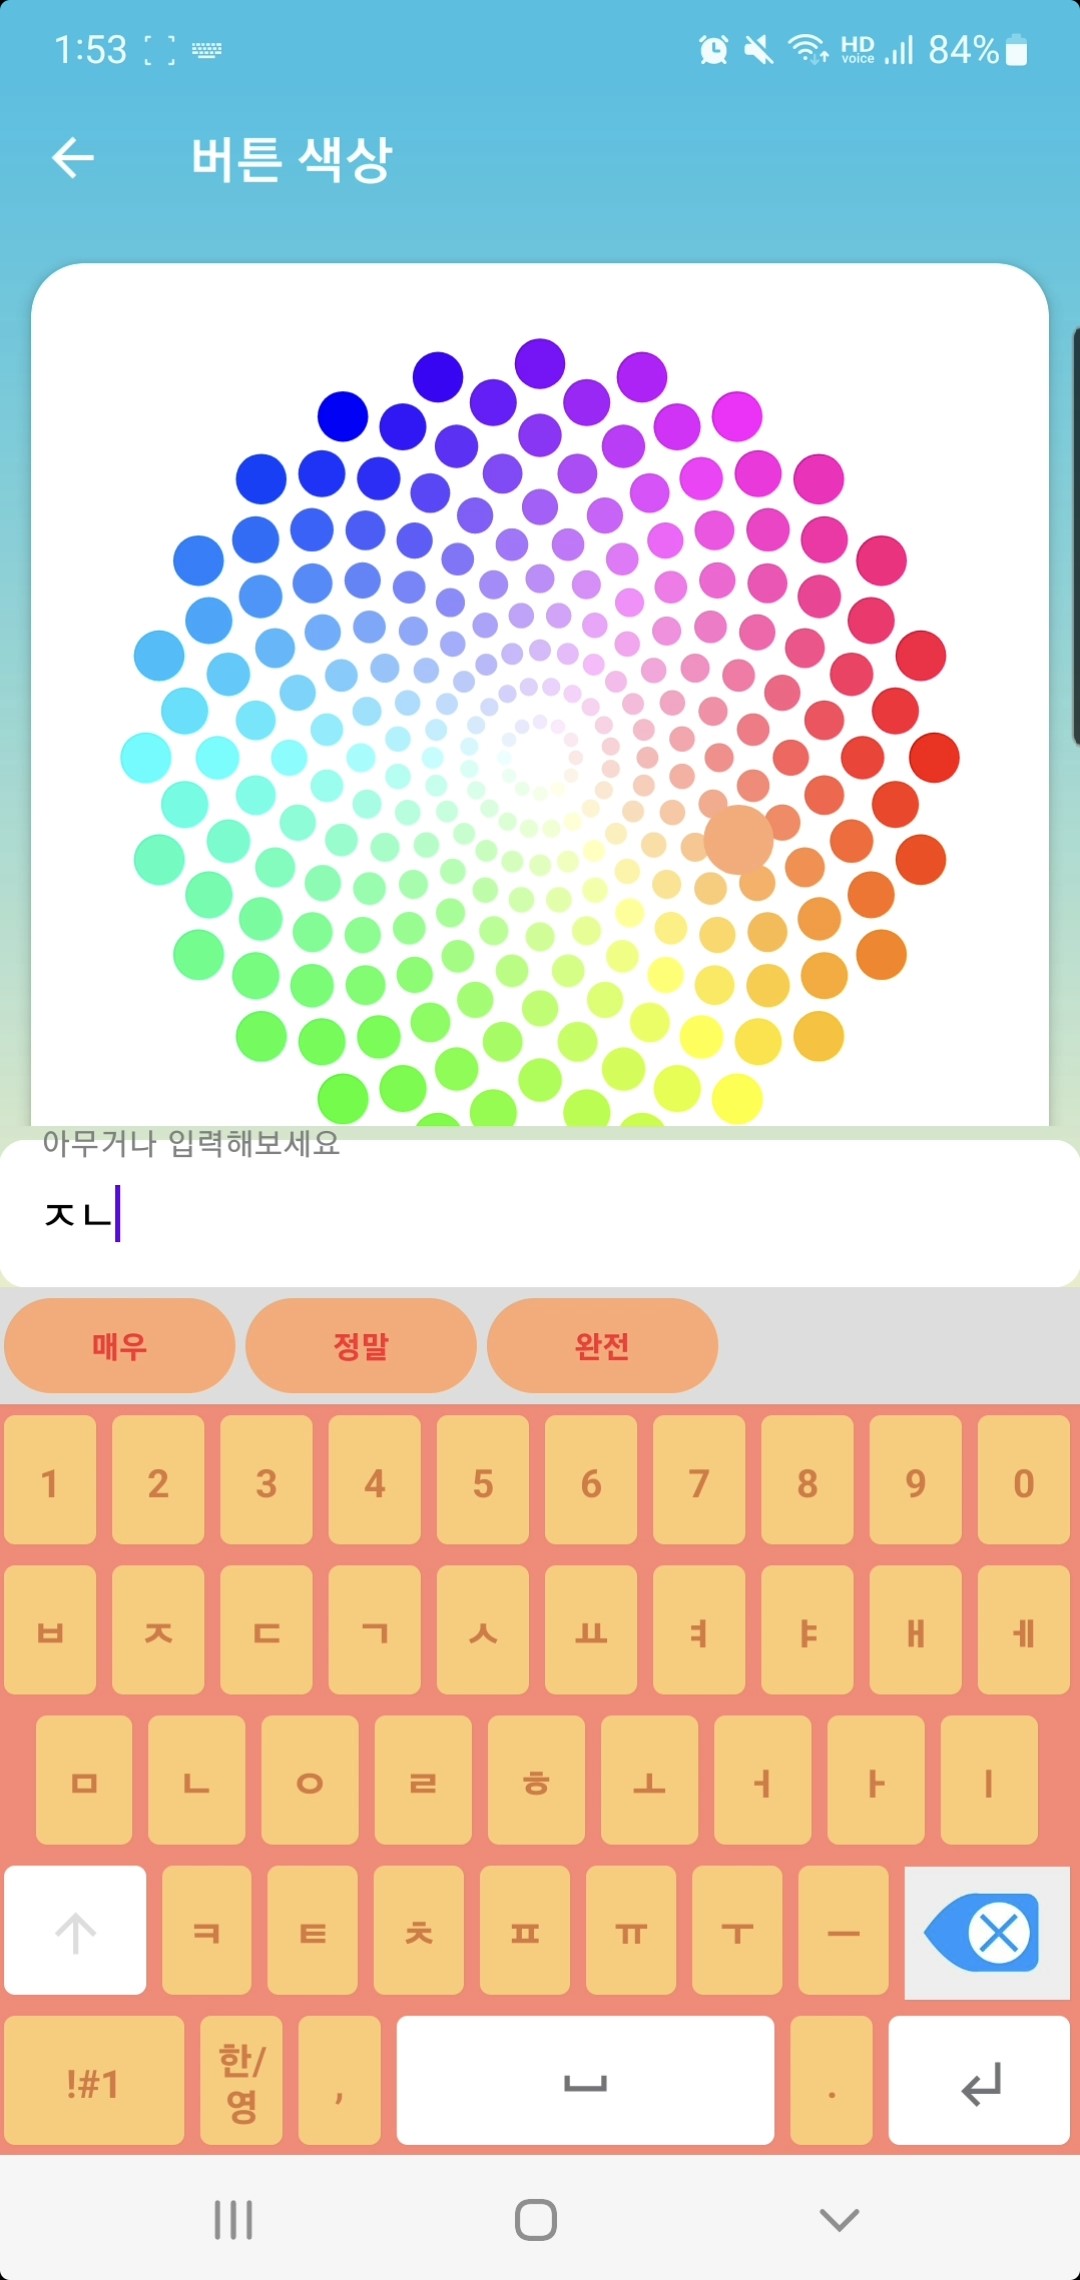 1:53 HD voice 84%
버튼 색상
아무거나 입력해보세요
ㅈㄴ
매우 정말 완전
1 2 3 4 5 6 7 8 9 0
ㅂ ㅈ ㄷ ㄱ ㅅ ㅛ ㅕ ㅑ ㅐ ㅔ
ㅁ ㄴ ㅇ ㄹ ㅎ ㅗ ㅓ ㅏ ㅣ
ㅋ ㅌ ㅊ ㅍ ㅠ ㅜ ㅡ
!#1 한/영 , .